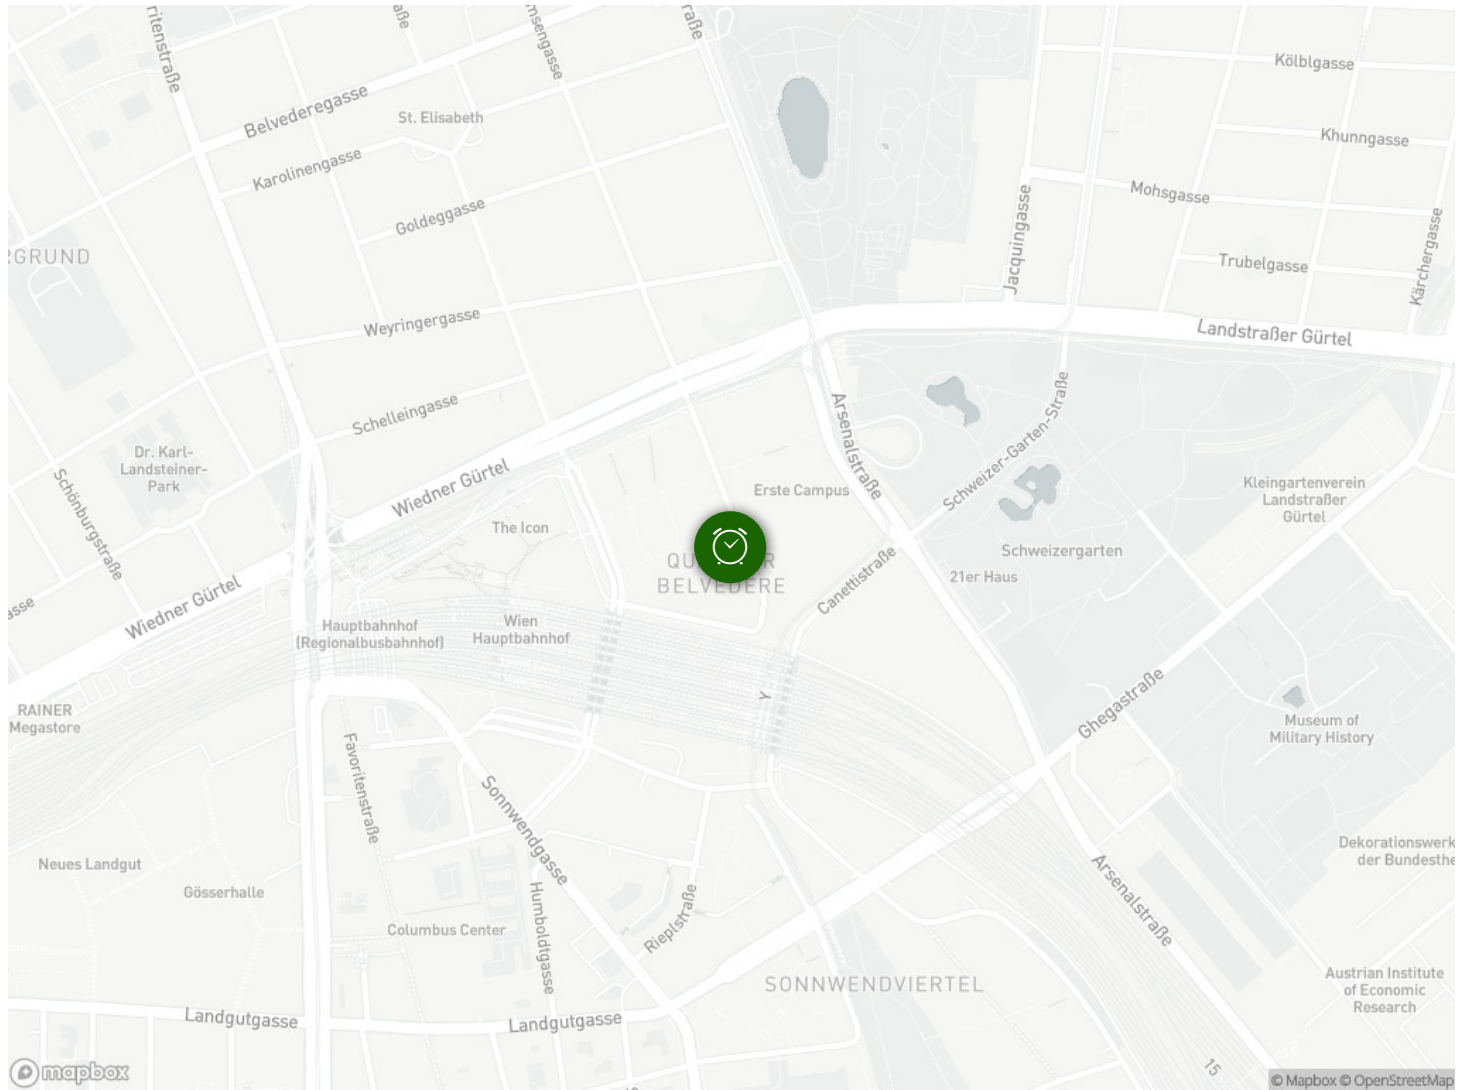 ritenstraße
aße
msengasse
raße
Kölblgasse
Belvederegasse
St. Elisabeth
Khunngasse
Karolinengasse
Mohsgasse
Goldeggasse
Jacquingasse
RGRUND
Trubelgasse
Kärchergasse
Weyringergasse
Landstraßer Gürtel
Schelleingasse
Arsenalstraße
Schweizer-Garten-Straße
Dr. Karl-
Landsteiner-
Park
Schönburgstraße
Wiedner Gürtel
Erste Campus
Kleingartenverein
Landstraßer
Gürtel
The Icon
Schweizergarten
21er Haus
BELVEDERE
Canettistraße
asse
Wiedner Gürtel
Hauptbahnhof
(Regionalbusbahnhof)
Wien
Hauptbahnhof
RAINER
Megastore
Y
Ghegastraße
Museum of
Military History
Favoritenstraße
Sonnwendgasse
Neues Landgut
Gösserhalle
Dekorationswerk
der Bundesthe
Arsenalstraße
Humboldtgasse
Rieplstraße
Columbus Center
SONNWENDVIERTEL
Austrian Institute
of Economic
Research
Landgutgasse
Landgutgasse
15
mapbox
© Mapbox © OpenStreetMap